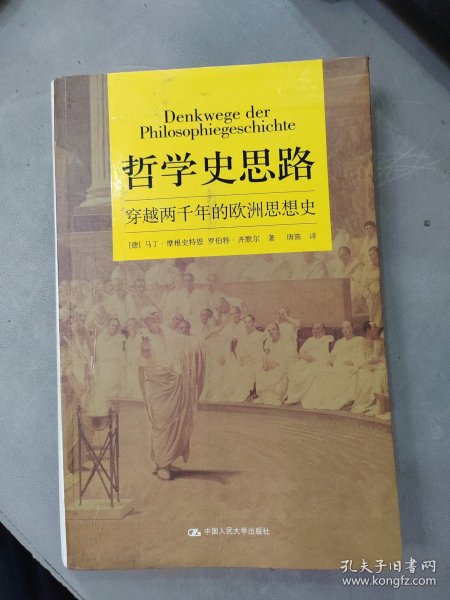 Denkwege der
Philosophiegeschichte
哲学史思路
穿越两千年的欧洲思想史
[德] 马丁·摩根史特恩 罗伯特·齐默尔 著 唐陈 译
中国人民大学出版社
孔夫子旧书网
www.kongfz.com